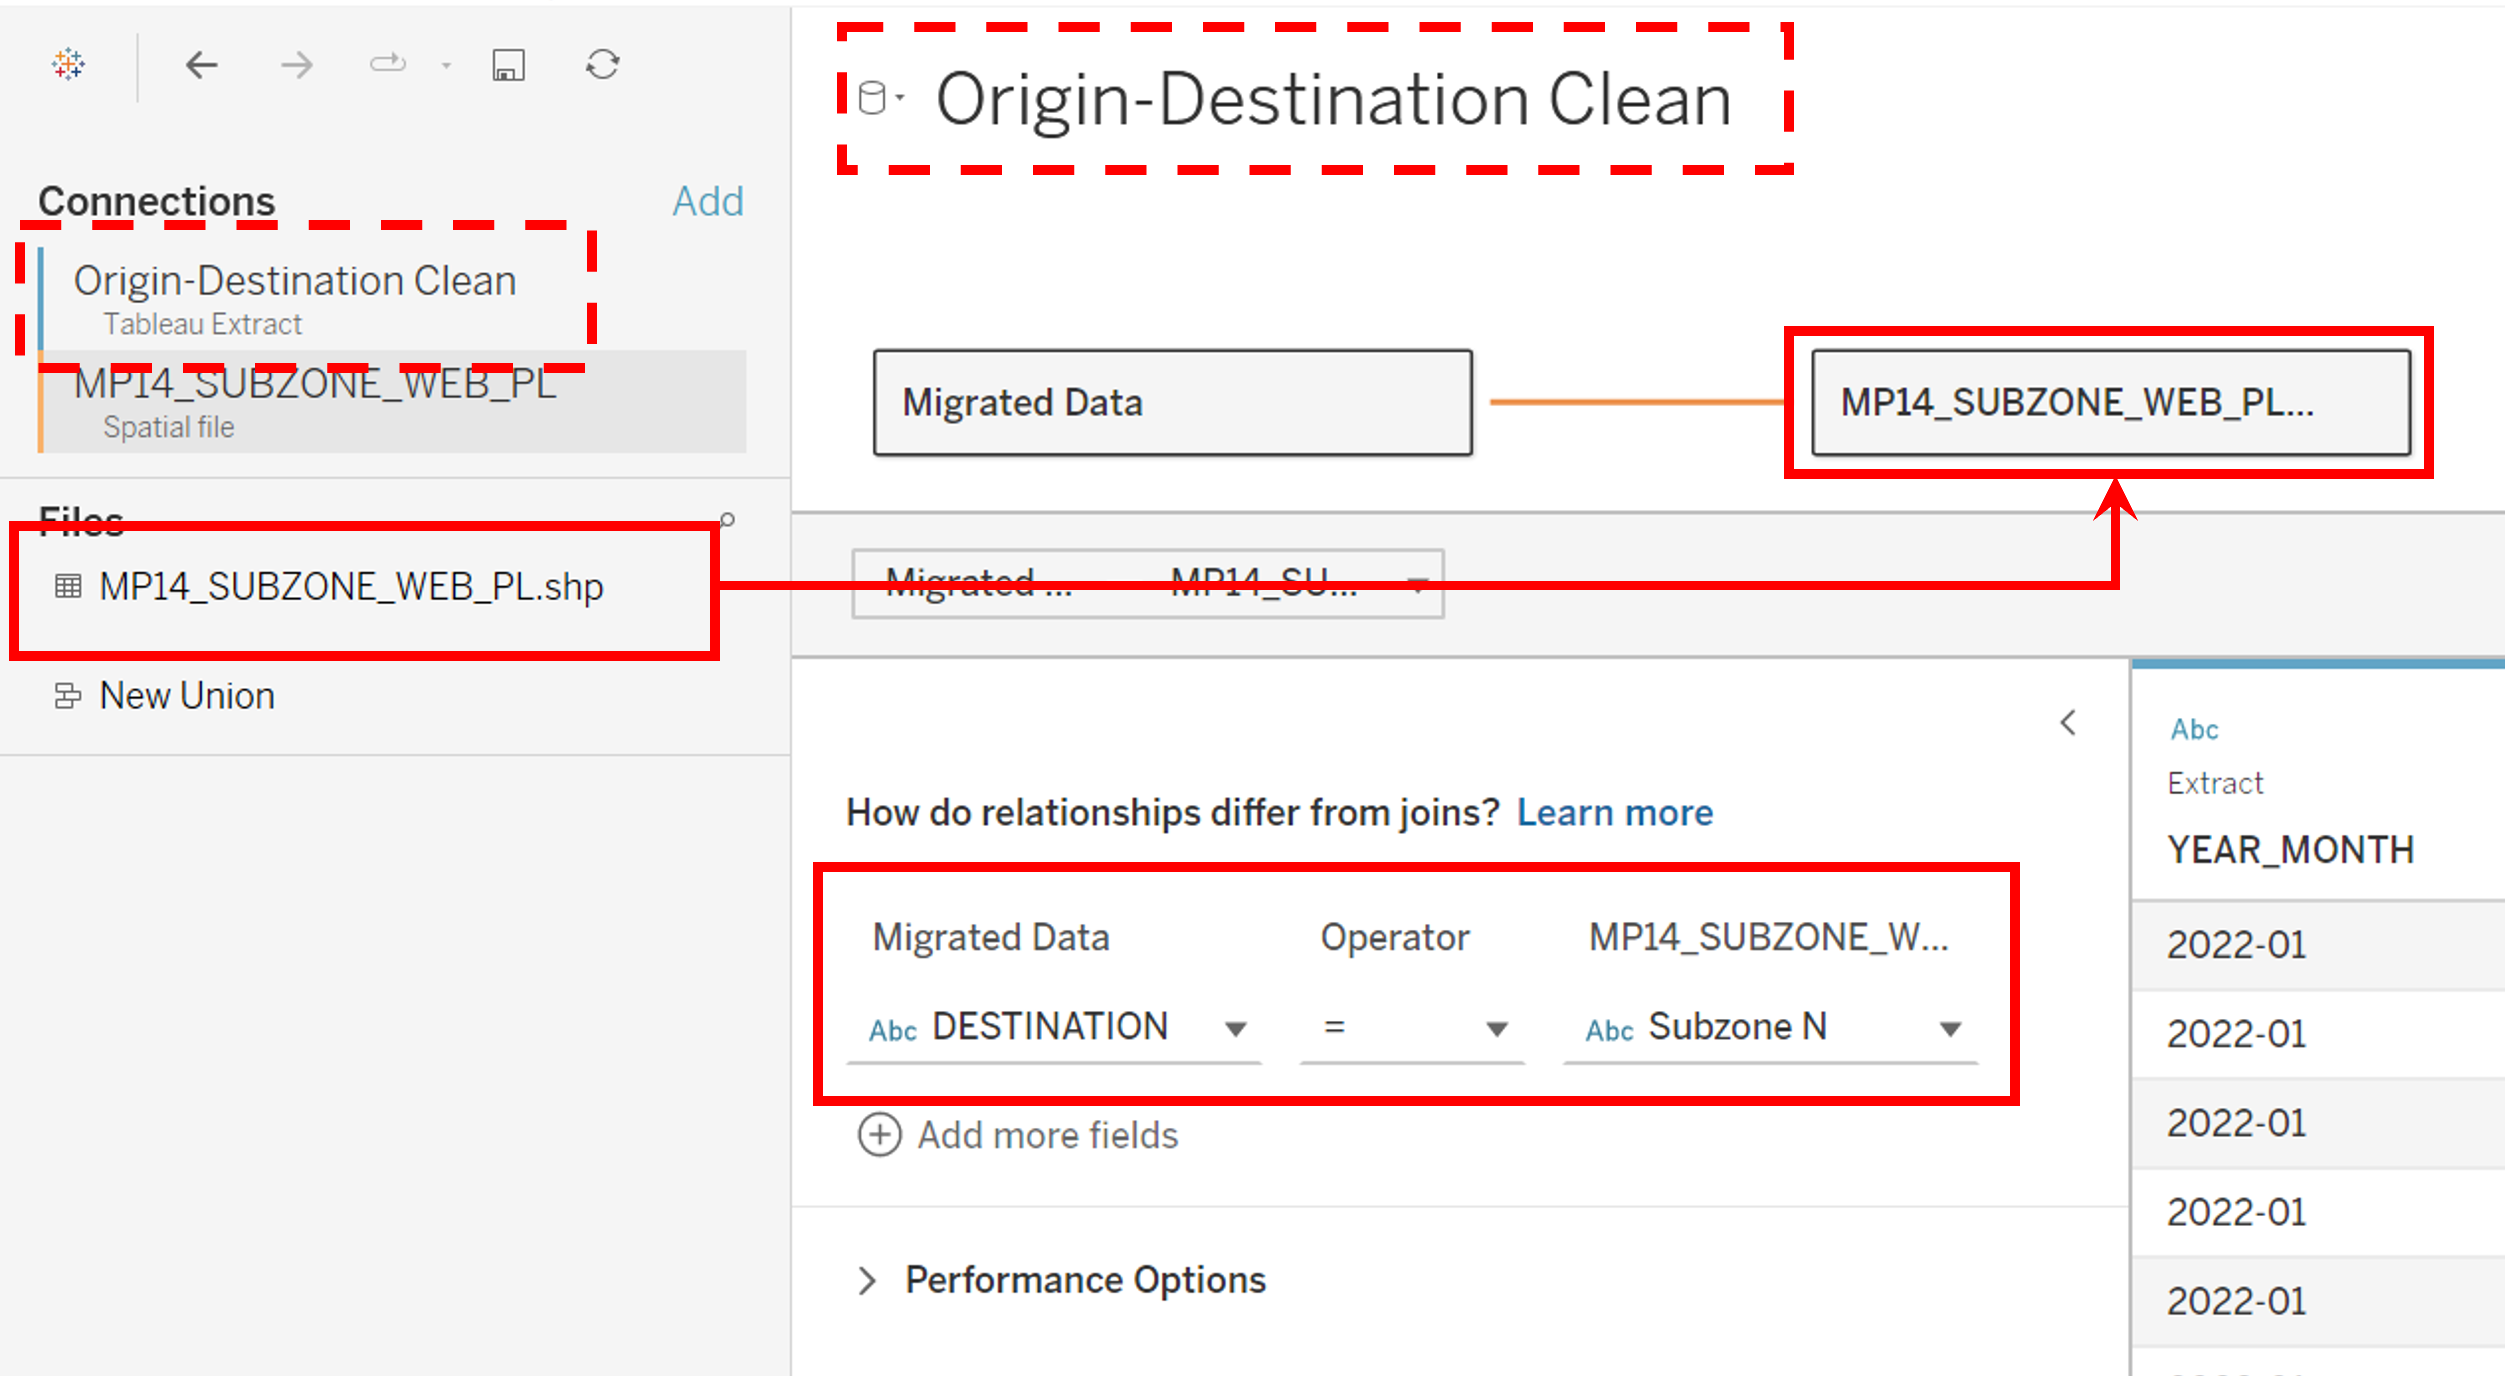 Origin-Destination Clean
Connections
Add
Origin-Destination Clean
Tableau Extract
MP14_SUBZONE_WEB_PL
Spatial file
Migrated Data
MP14_SUBZONE_WEB_PL...
Files
MP14_SUBZONE_WEB_PL.shp
New Union
Migrated ...
MP14_SU...
How do relationships differ from joins? Learn more
Migrated Data
Operator
MP14_SUBZONE_W...
Abc DESTINATION
=
Abc Subzone N
Add more fields
Performance Options
Abc
Extract
YEAR_MONTH
2022-01
2022-01
2022-01
2022-01
2022-01